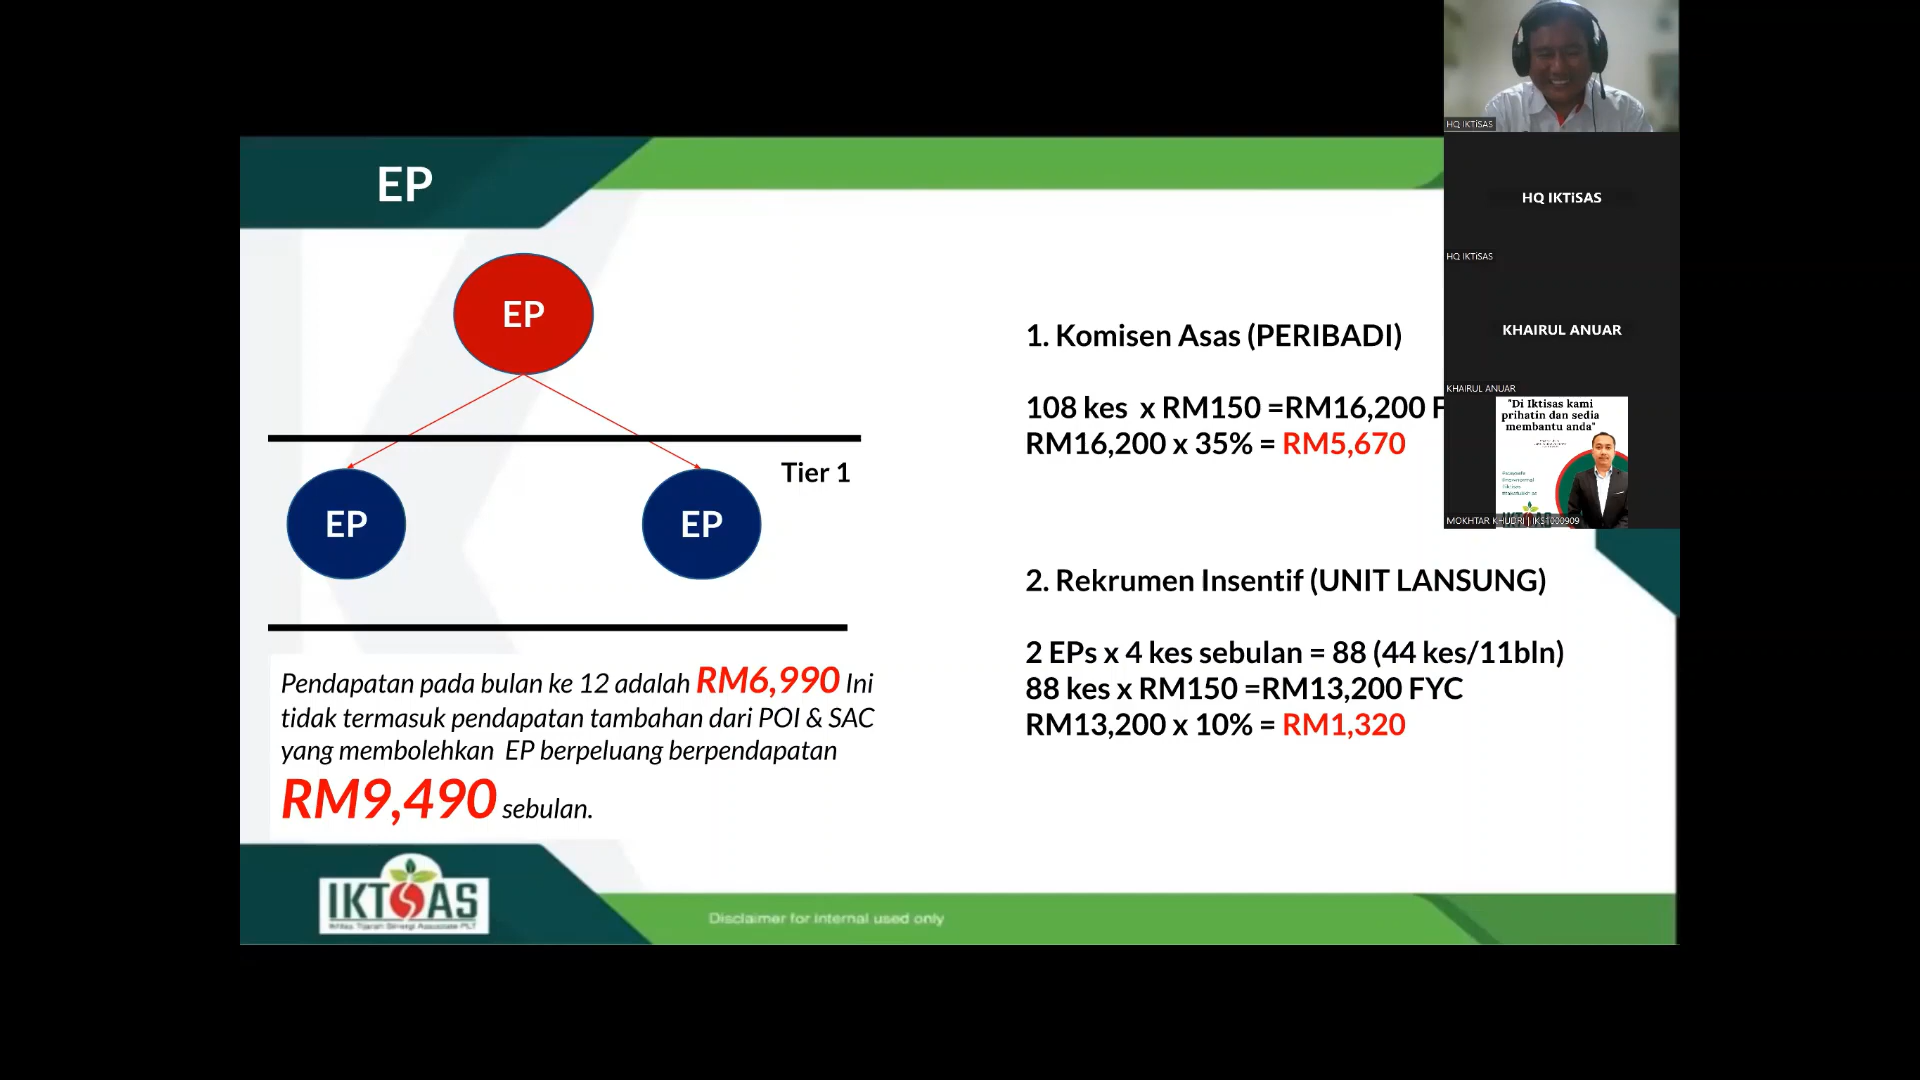 EP
EP
Tier 1
EP
EP
Pendapatan pada bulan ke 12 adalah RM6,990 Ini
tidak termasuk pendapatan tambahan dari POI & SAC
yang membolehkan EP berpeluang berpendapatan
RM9,490 sebulan.
1. Komisen Asas (PERIBADI)
108 kes x RM150 =RM16,200 F
RM16,200 x 35% = RM5,670
2. Rekrumen Insentif (UNIT LANSUNG)
2 EPs x 4 kes sebulan = 88 (44 kes/11bln)
88 kes x RM150 =RM13,200 FYC
RM13,200 x 10% = RM1,320
IKTiSAS
Disclaimer for internal used only
HQ IKTiSAS
HQ IKTiSAS
HQ IKTiSAS
KHAIRUL ANUAR
KHAIRUL ANUAR
"Di Iktisas kami
prihatin dan sedia
membantu anda"
MOKHTAR KHUDRI | IKS1000909